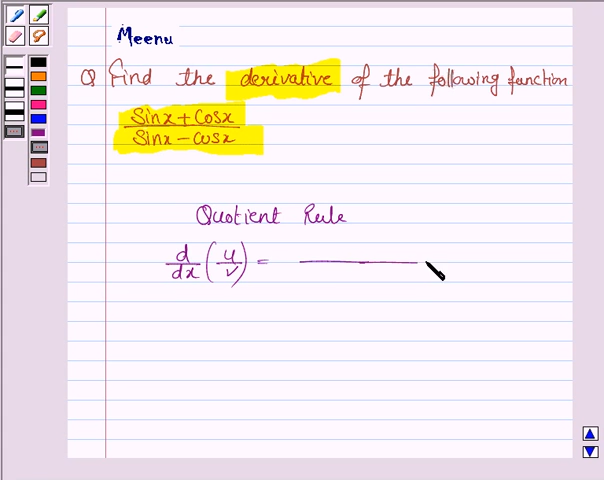 Meenu
Q Find the derivative of the following function
Sinx + Cosx
Sinx - Cosx
Quotient Rule
d/dx (u/v) =